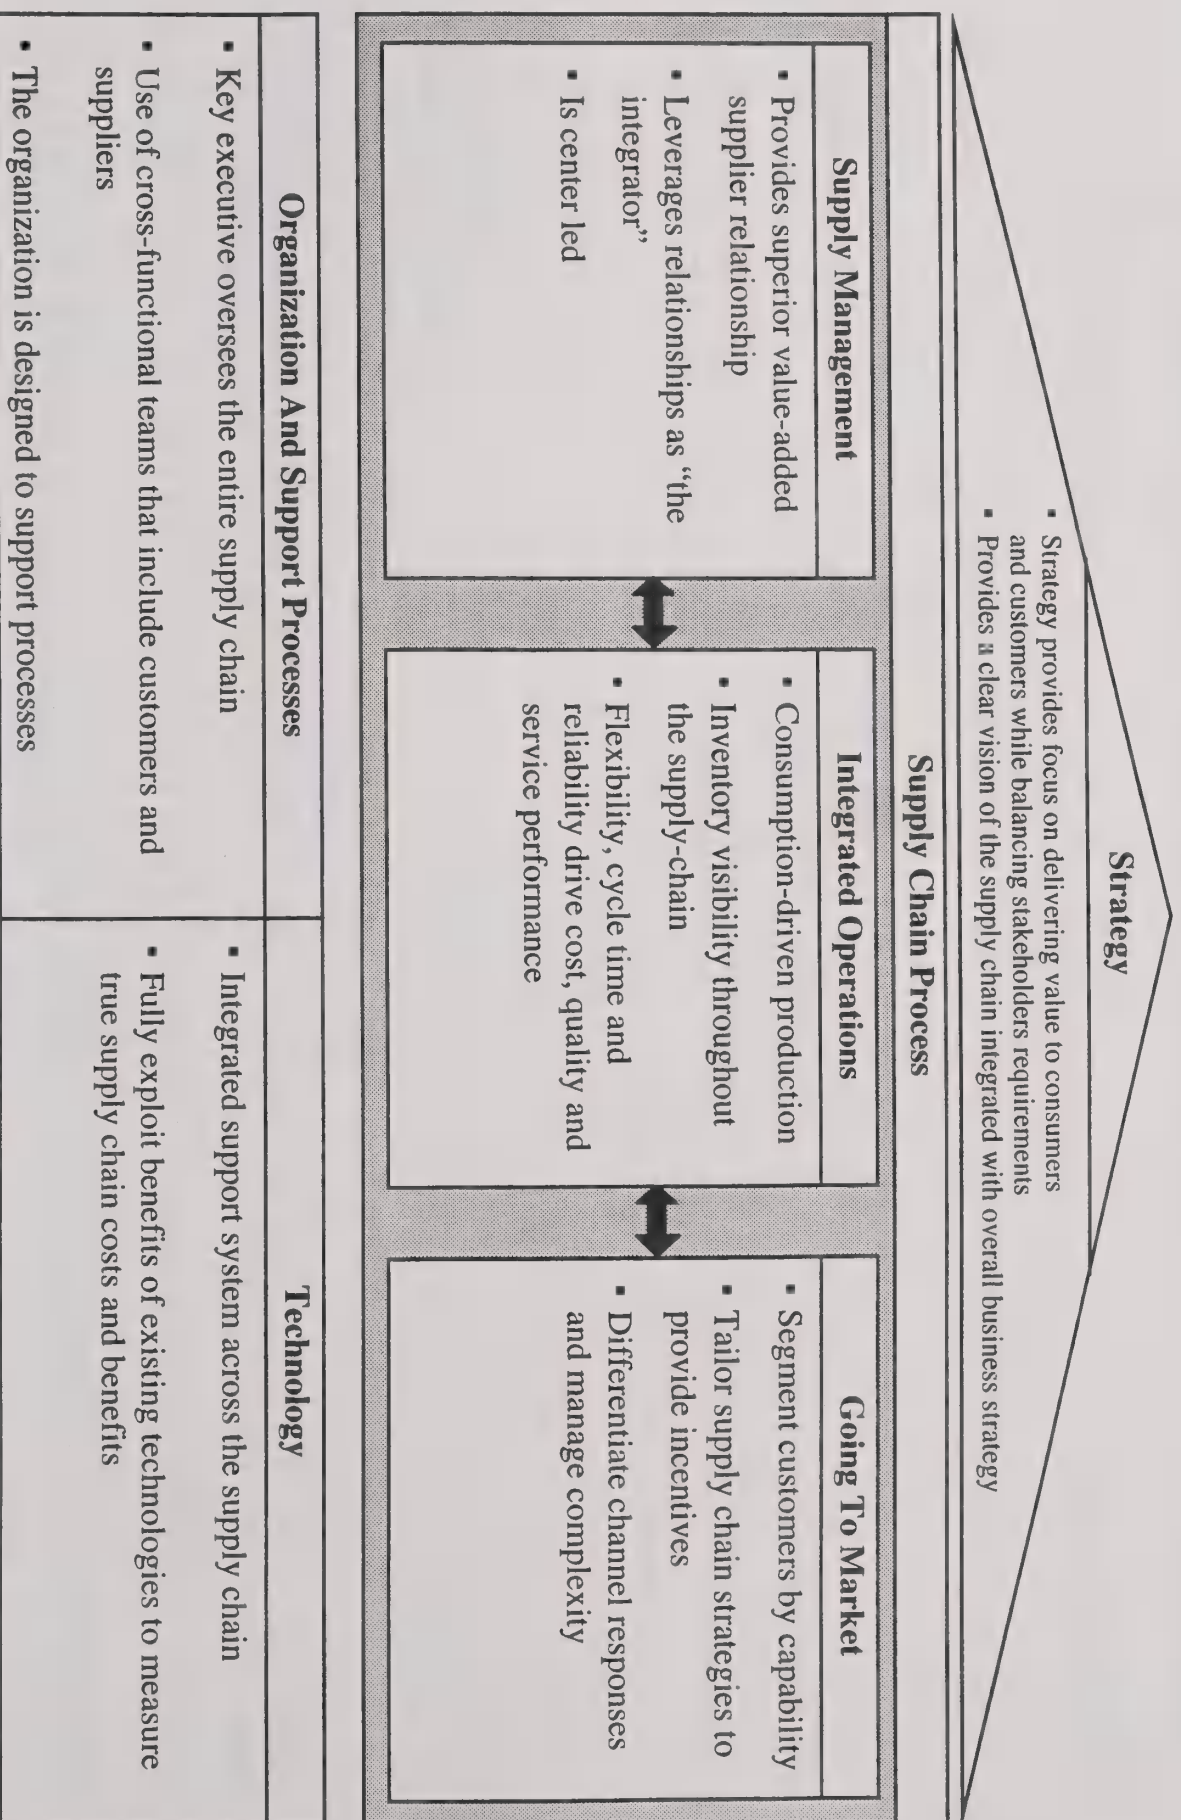 Strategy
▪ Strategy provides focus on delivering value to consumers
and customers while balancing stakeholders requirements
▪ Provides a clear vision of the supply chain integrated with overall business strategy
Supply Chain Process
Supply Management
▪ Provides superior value-added
supplier relationship
▪ Leverages relationships as “the
integrator”
▪ Is center led
Integrated Operations
▪ Consumption-driven production
▪ Inventory visibility throughout
the supply-chain
▪ Flexibility, cycle time and
reliability drive cost, quality and
service performance
Going To Market
▪ Segment customers by capability
▪ Tailor supply chain strategies to
provide incentives
▪ Differentiate channel responses
and manage complexity
Organization And Support Processes
▪ Key executive oversees the entire supply chain
▪ Use of cross-functional teams that include customers and
suppliers
▪ The organization is designed to support processes
Technology
▪ Integrated support system across the supply chain
▪ Fully exploit benefits of existing technologies to measure
true supply chain costs and benefits